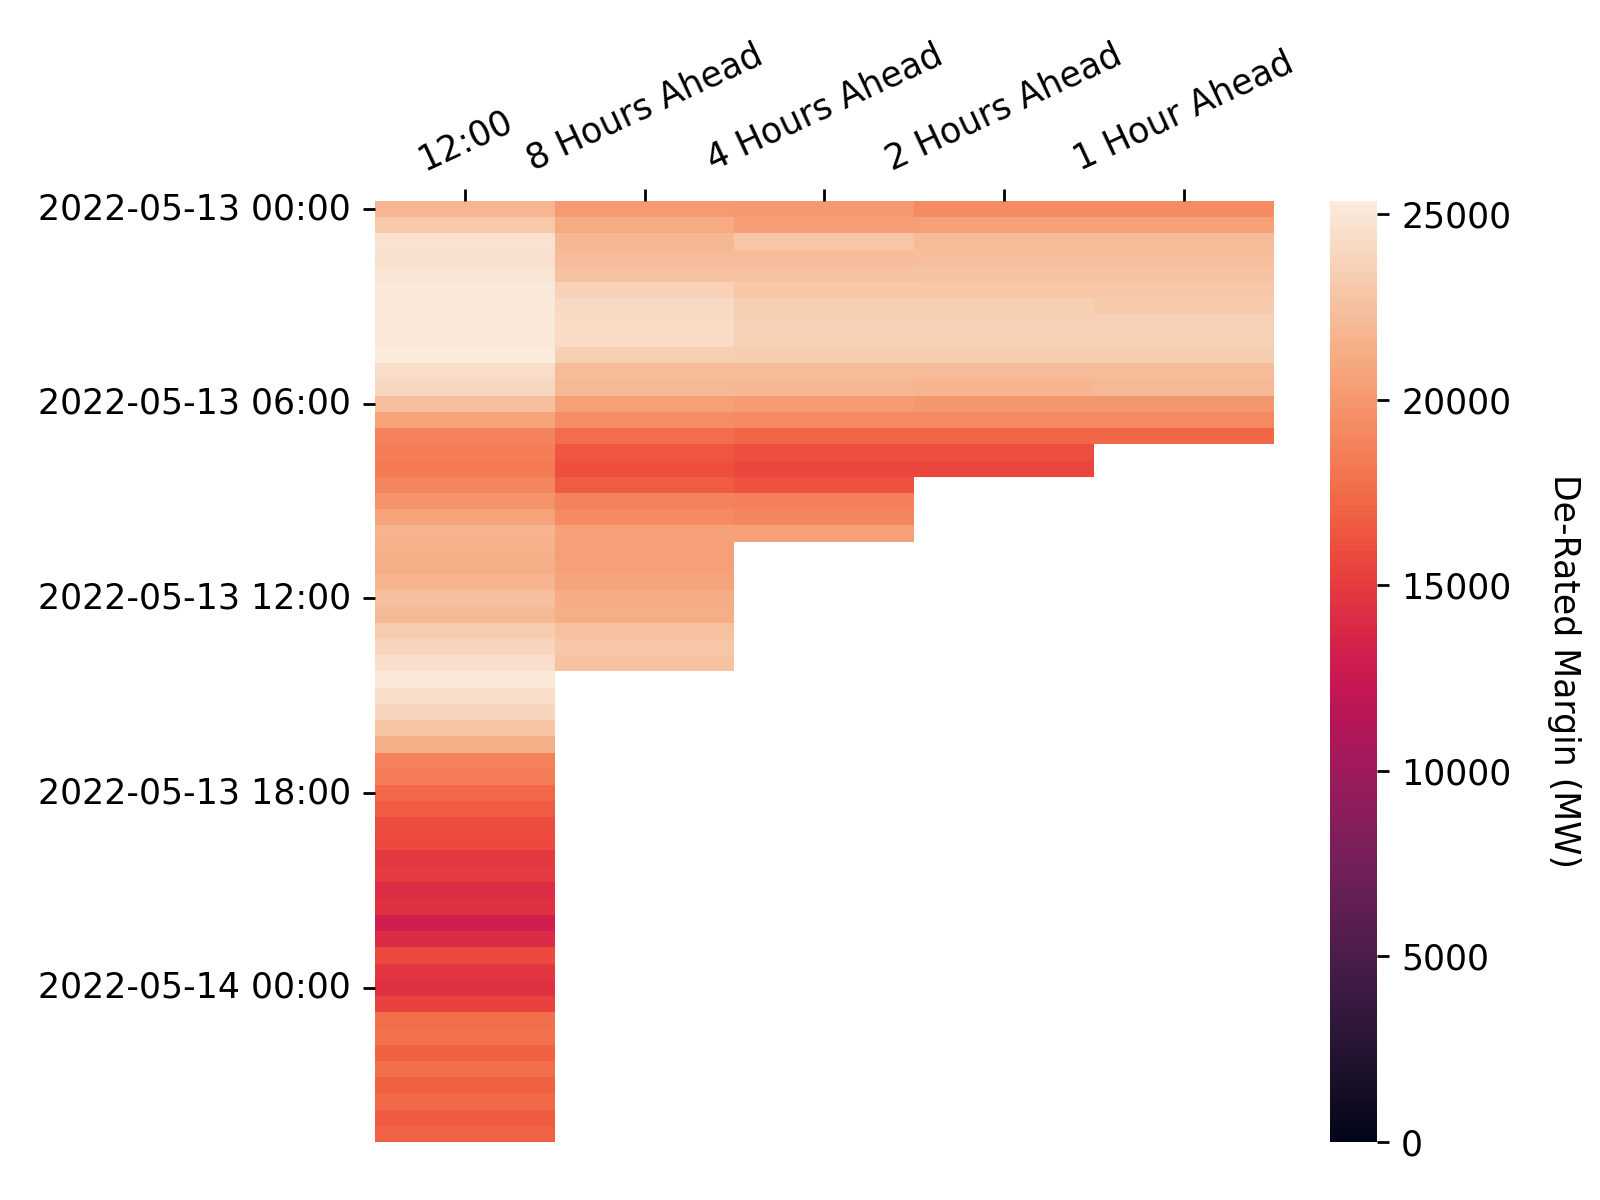 12:00
8 Hours Ahead
4 Hours Ahead
2 Hours Ahead
1 Hour Ahead
2022-05-13 00:00
2022-05-13 06:00
2022-05-13 12:00
2022-05-13 18:00
2022-05-14 00:00
25000
20000
15000
10000
5000
0
De-Rated Margin (MW)